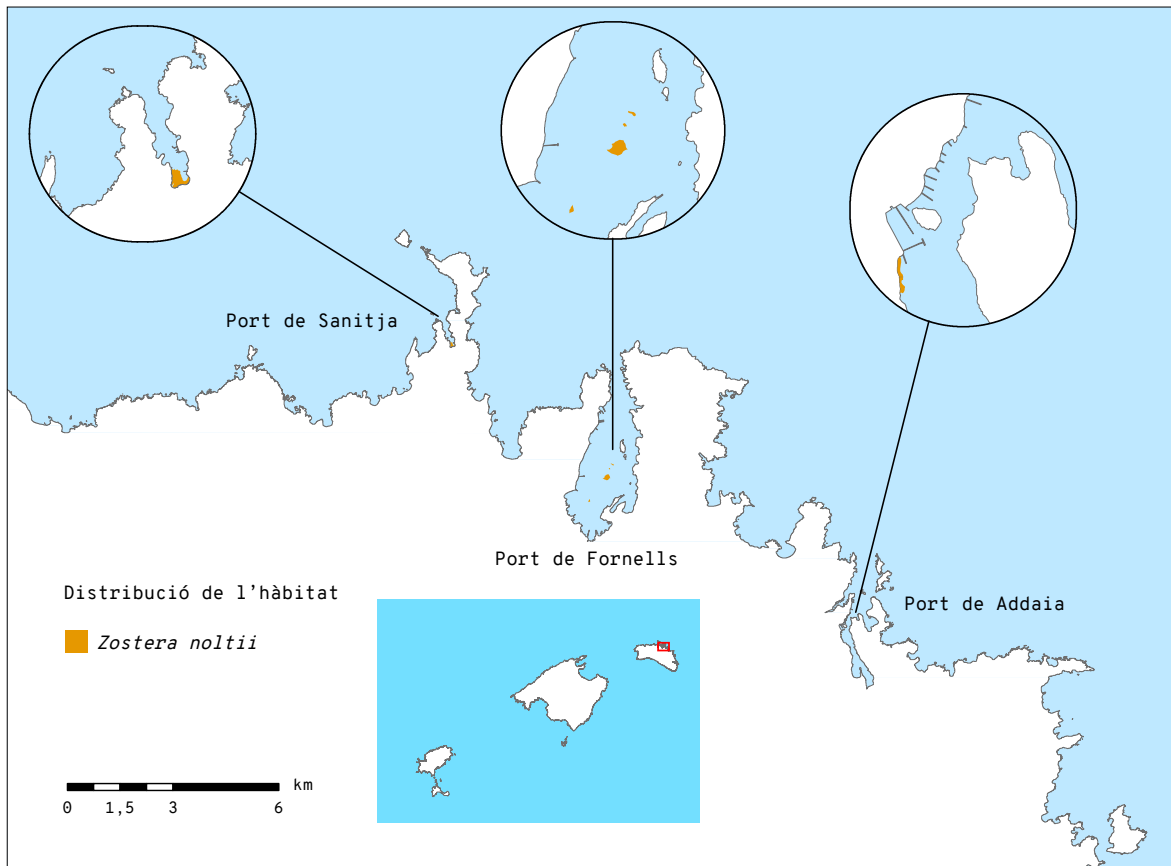 Port de Sanitja
Port de Fornells
Port de Addaia
Distribució de l'hàbitat
Zostera noltii
km
0 1,5 3 6